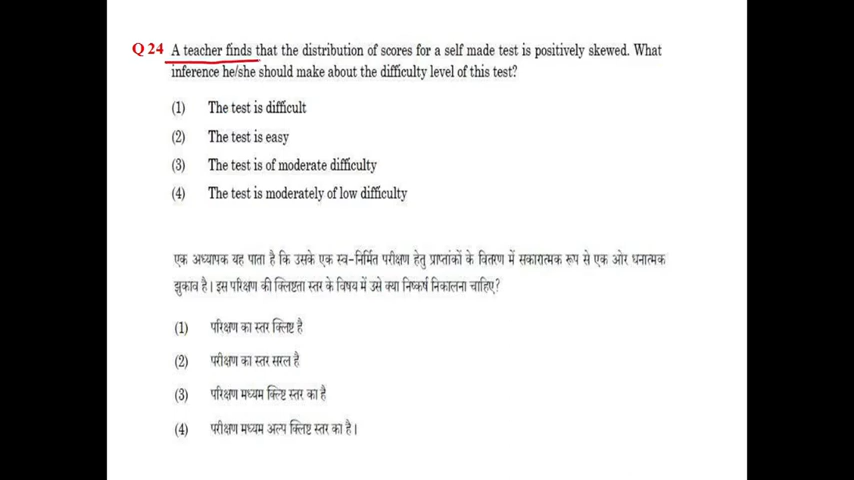 Q 24 A teacher finds that the distribution of scores for a self made test is positively skewed. What
inference he/she should make about the difficulty level of this test?
(1) The test is difficult
(2) The test is easy
(3) The test is of moderate difficulty
(4) The test is moderately of low difficulty
एक अध्यापक यह पाता है कि उसके एक स्व-निर्मित परीक्षण हेतु प्राप्तांकों के वितरण में सकारात्मक रूप से एक ओर धनात्मक
झुकाव है। इस परिक्षण की क्लिष्टता स्तर के विषय में उसे क्या निष्कर्ष निकालना चाहिए?
(1) परिक्षण का स्तर क्लिष्ट है
(2) परीक्षण का स्तर सरल है
(3) परिक्षण मध्यम क्ल्टि स्तर का है
(4) परीक्षण मध्यम अल्प क्लिष्ट स्तर का है।